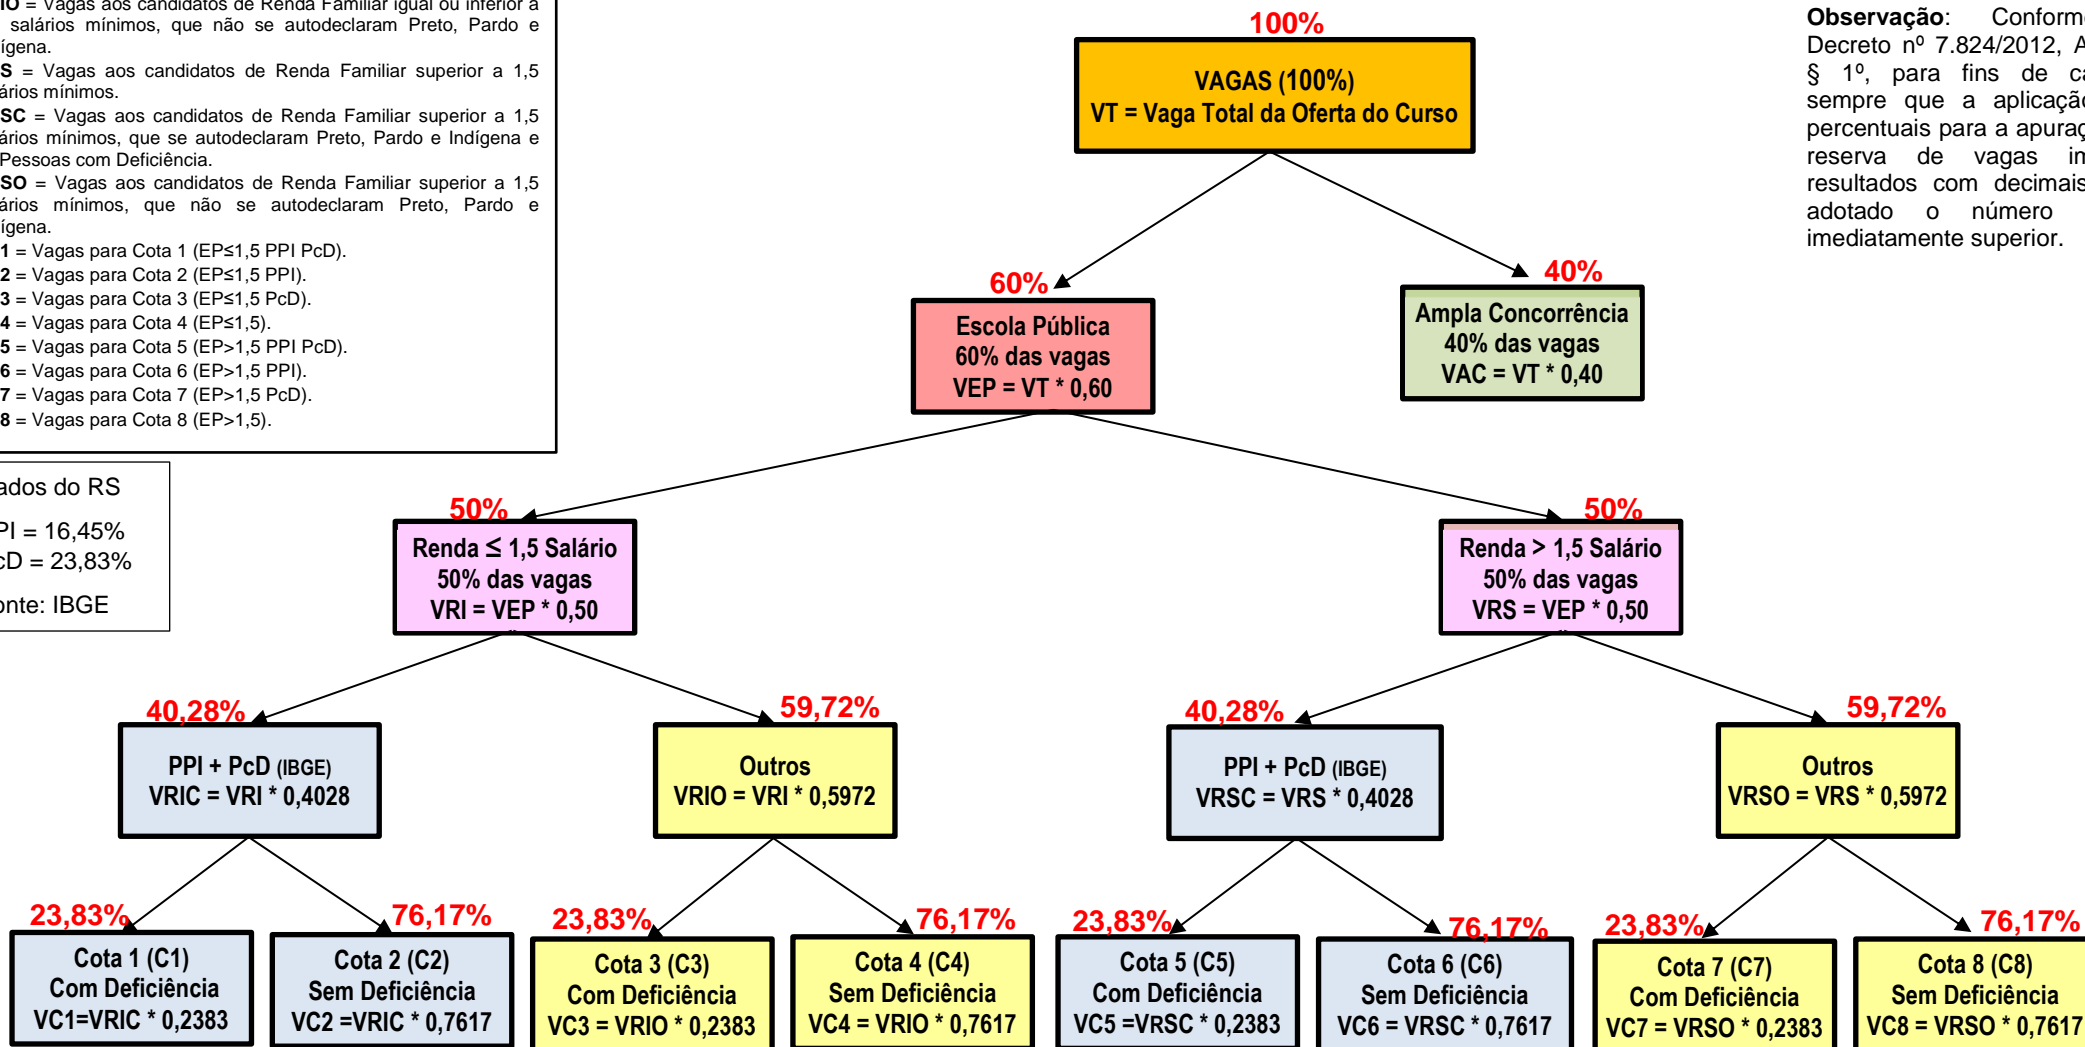 IO = Vagas aos candidatos de Renda Familiar igual ou inferior a
salários mínimos, que não se autodeclaram Preto, Pardo e
ígena.
S = Vagas aos candidatos de Renda Familiar superior a 1,5
ários mínimos.
SC = Vagas aos candidatos de Renda Familiar superior a 1,5
ários mínimos, que se autodeclaram Preto, Pardo e Indígena e
Pessoas com Deficiência.
SO = Vagas aos candidatos de Renda Familiar superior a 1,5
ários mínimos, que não se autodeclaram Preto, Pardo e
ígena.
1 = Vagas para Cota 1 (EP≤1,5 PPI PcD).
2 = Vagas para Cota 2 (EP≤1,5 PPI).
3 = Vagas para Cota 3 (EP≤1,5 PcD).
4 = Vagas para Cota 4 (EP≤1,5).
5 = Vagas para Cota 5 (EP>1,5 PPI PcD).
6 = Vagas para Cota 6 (EP>1,5 PPI).
7 = Vagas para Cota 7 (EP>1,5 PcD).
8 = Vagas para Cota 8 (EP>1,5).
ados do RS
PI = 16,45%
cD = 23,83%
onte: IBGE
Observação: Conform
Decreto nº 7.824/2012, A
§ 1º, para fins de ca
sempre que a aplicação
percentuais para a apuraç
reserva de vagas im
resultados com decimais
adotado o número
imediatamente superior.
100%
VAGAS (100%)
VT = Vaga Total da Oferta do Curso
60%
Escola Pública
60% das vagas
VEP = VT * 0,60
40%
Ampla Concorrência
40% das vagas
VAC = VT * 0,40
50%
Renda ≤ 1,5 Salário
50% das vagas
VRI = VEP * 0,50
50%
Renda > 1,5 Salário
50% das vagas
VRS = VEP * 0,50
40,28%
PPI + PcD (IBGE)
VRIC = VRI * 0,4028
59,72%
Outros
VRIO = VRI * 0,5972
40,28%
PPI + PcD (IBGE)
VRSC = VRS * 0,4028
59,72%
Outros
VRSO = VRS * 0,5972
23,83%
Cota 1 (C1)
Com Deficiência
VC1=VRIC * 0,2383
76,17%
Cota 2 (C2)
Sem Deficiência
VC2 =VRIC * 0,7617
23,83%
Cota 3 (C3)
Com Deficiência
VC3 = VRIO * 0,2383
76,17%
Cota 4 (C4)
Sem Deficiência
VC4 = VRIO * 0,7617
23,83%
Cota 5 (C5)
Com Deficiência
VC5 =VRSC * 0,2383
76,17%
Cota 6 (C6)
Sem Deficiência
VC6 = VRSC * 0,7617
23,83%
Cota 7 (C7)
Com Deficiência
VC7 = VRSO * 0,2383
76,17%
Cota 8 (C8)
Sem Deficiência
VC8 = VRSO * 0,7617